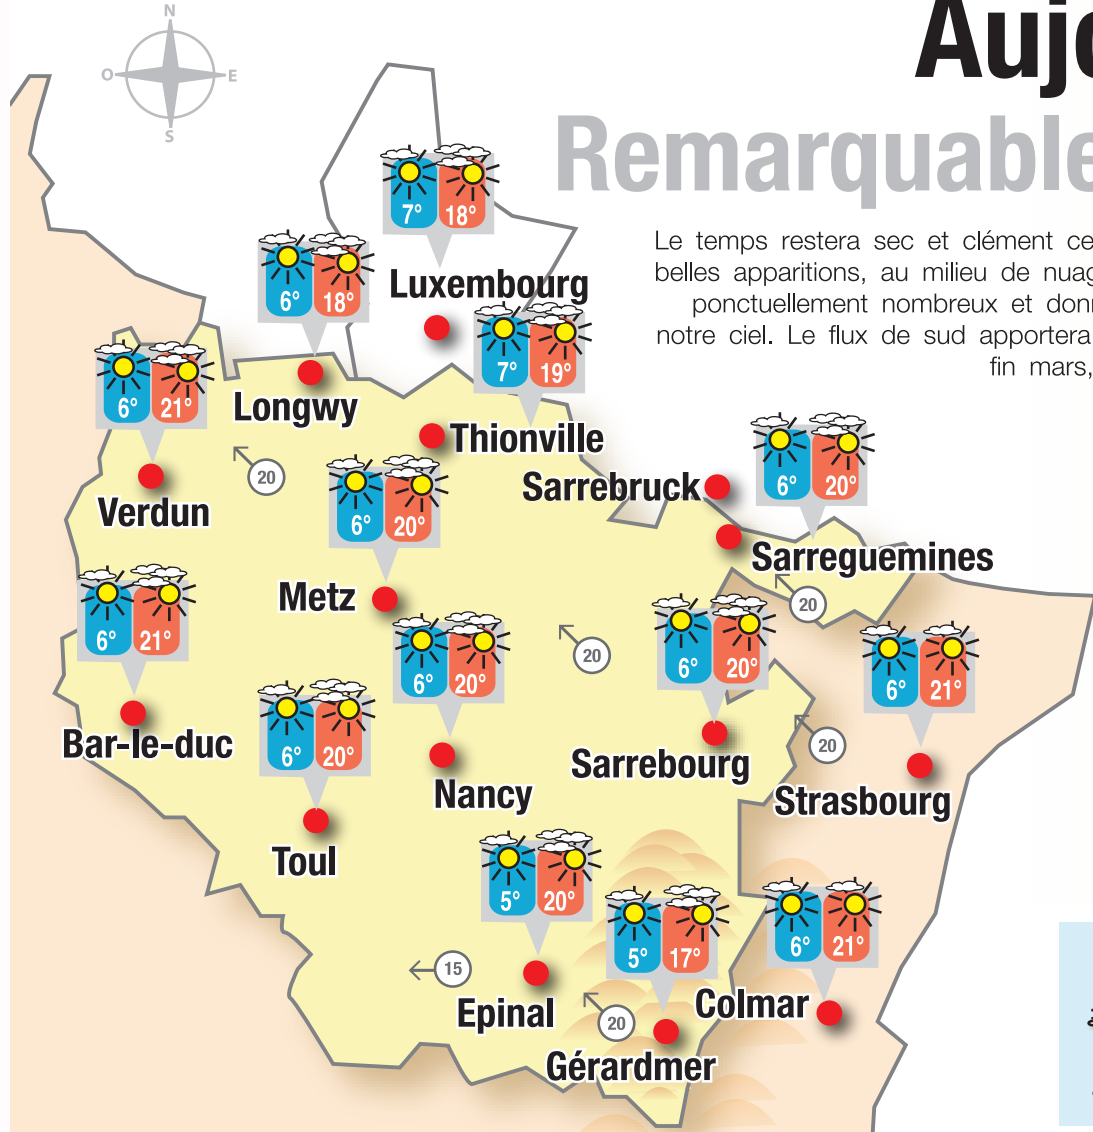 N
O
E
S
Aujo
Remarquable
Le temps restera sec et clément ce
belles apparitions, au milieu de nuag
ponctuellement nombreux et donn
notre ciel. Le flux de sud apportera
fin mars,
7° 18°
Luxembourg
6° 18°
Longwy
7° 19°
Thionville
6° 21°
Verdun
20
6° 20°
Metz
Sarrebruck
6° 20°
Sarreguemines
20
6° 21°
Bar-le-duc
6° 20°
Nancy
20
6° 20°
Sarrebourg
20
6° 21°
Strasbourg
6° 20°
Toul
5° 20°
Epinal
15
5° 17°
Gérardmer
20
6° 21°
Colmar